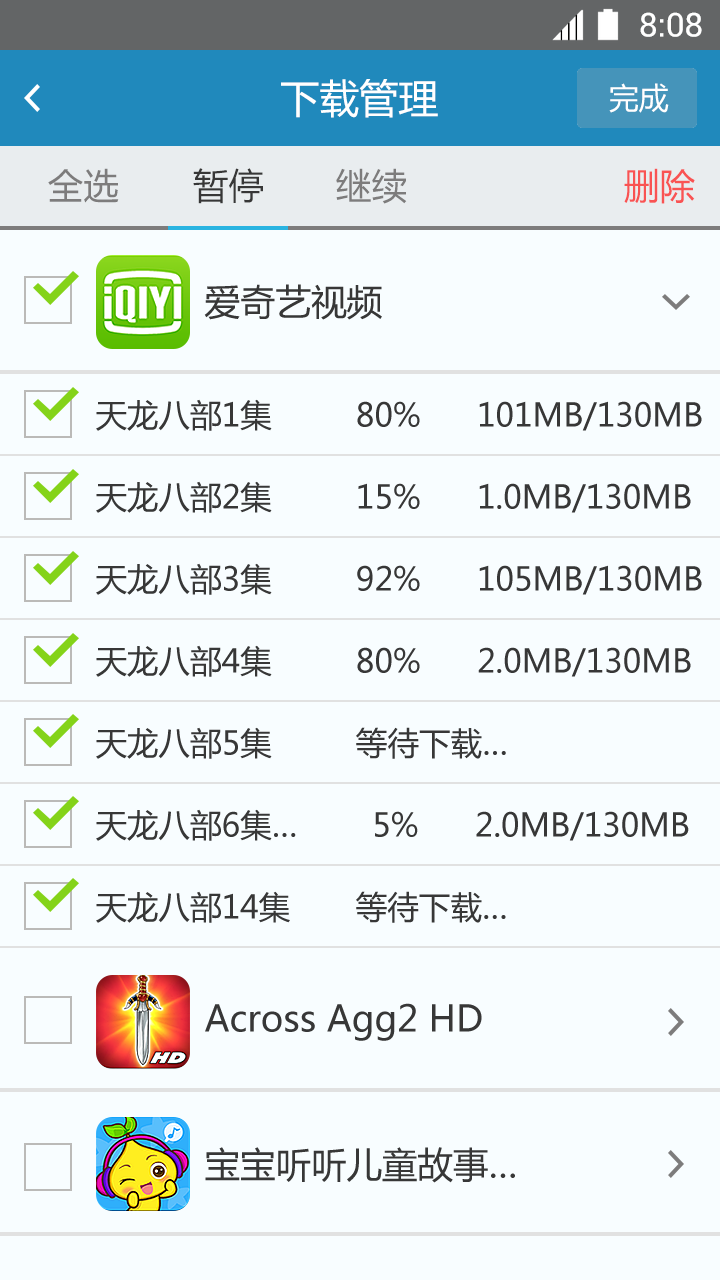 8:08
下载管理
完成
全选 暂停 继续 删除
iQIYI
爱奇艺视频
天龙八部1集 80% 101MB/130MB
天龙八部2集 15% 1.0MB/130MB
天龙八部3集 92% 105MB/130MB
天龙八部4集 80% 2.0MB/130MB
天龙八部5集 等待下载...
天龙八部6集... 5% 2.0MB/130MB
天龙八部14集 等待下载...
HD
Across Agg2 HD
宝宝听听儿童故事...